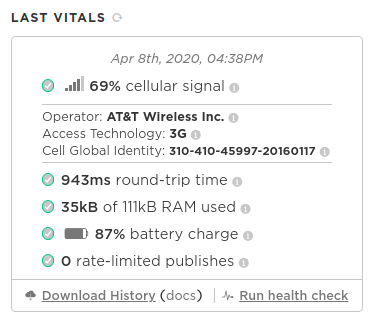 LAST VITALS
Apr 8th, 2020, 04:38PM
69% cellular signal
Operator: AT&T Wireless Inc.
Access Technology: 3G
Cell Global Identity: 310-410-45997-20160117
943ms round-trip time
35kB of 111kB RAM used
87% battery charge
0 rate-limited publishes
Download History (docs) | Run health check